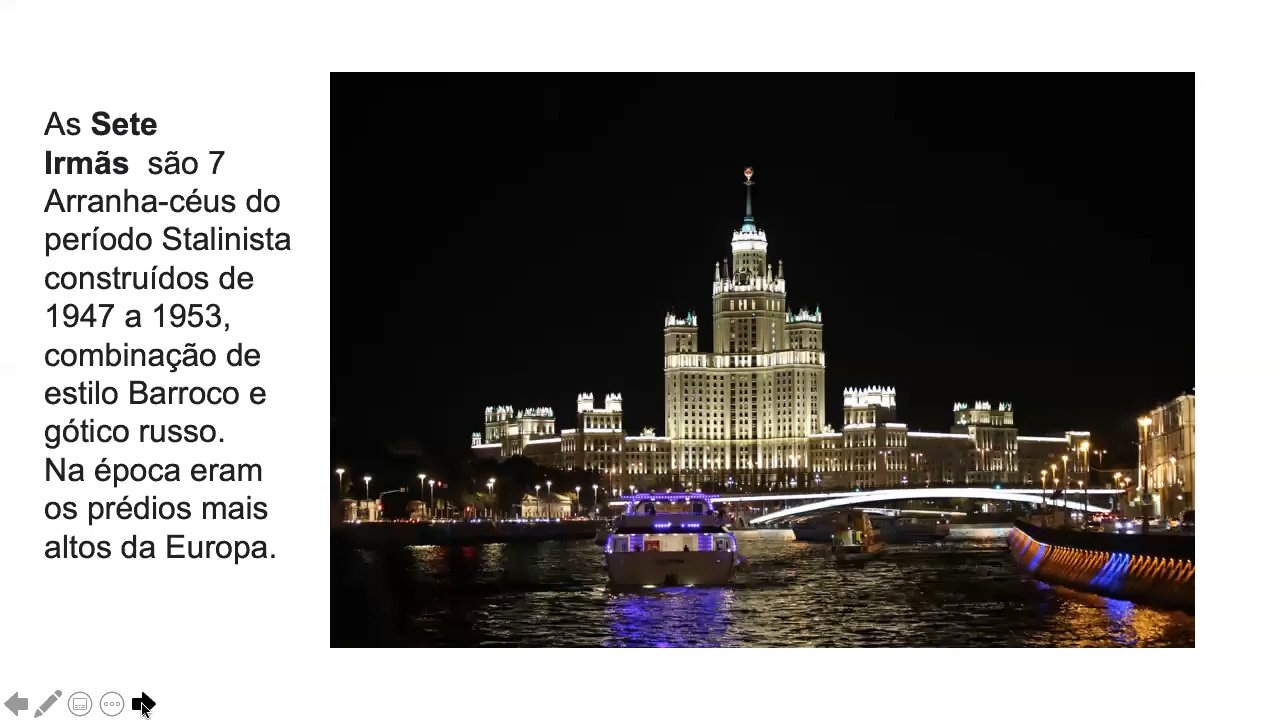 As Sete
Irmãs  são 7
Arranha-céus do
período Stalinista
construídos de
1947 a 1953,
combinação de
estilo Barroco e
gótico russo.
Na época eram
os prédios mais
altos da Europa.